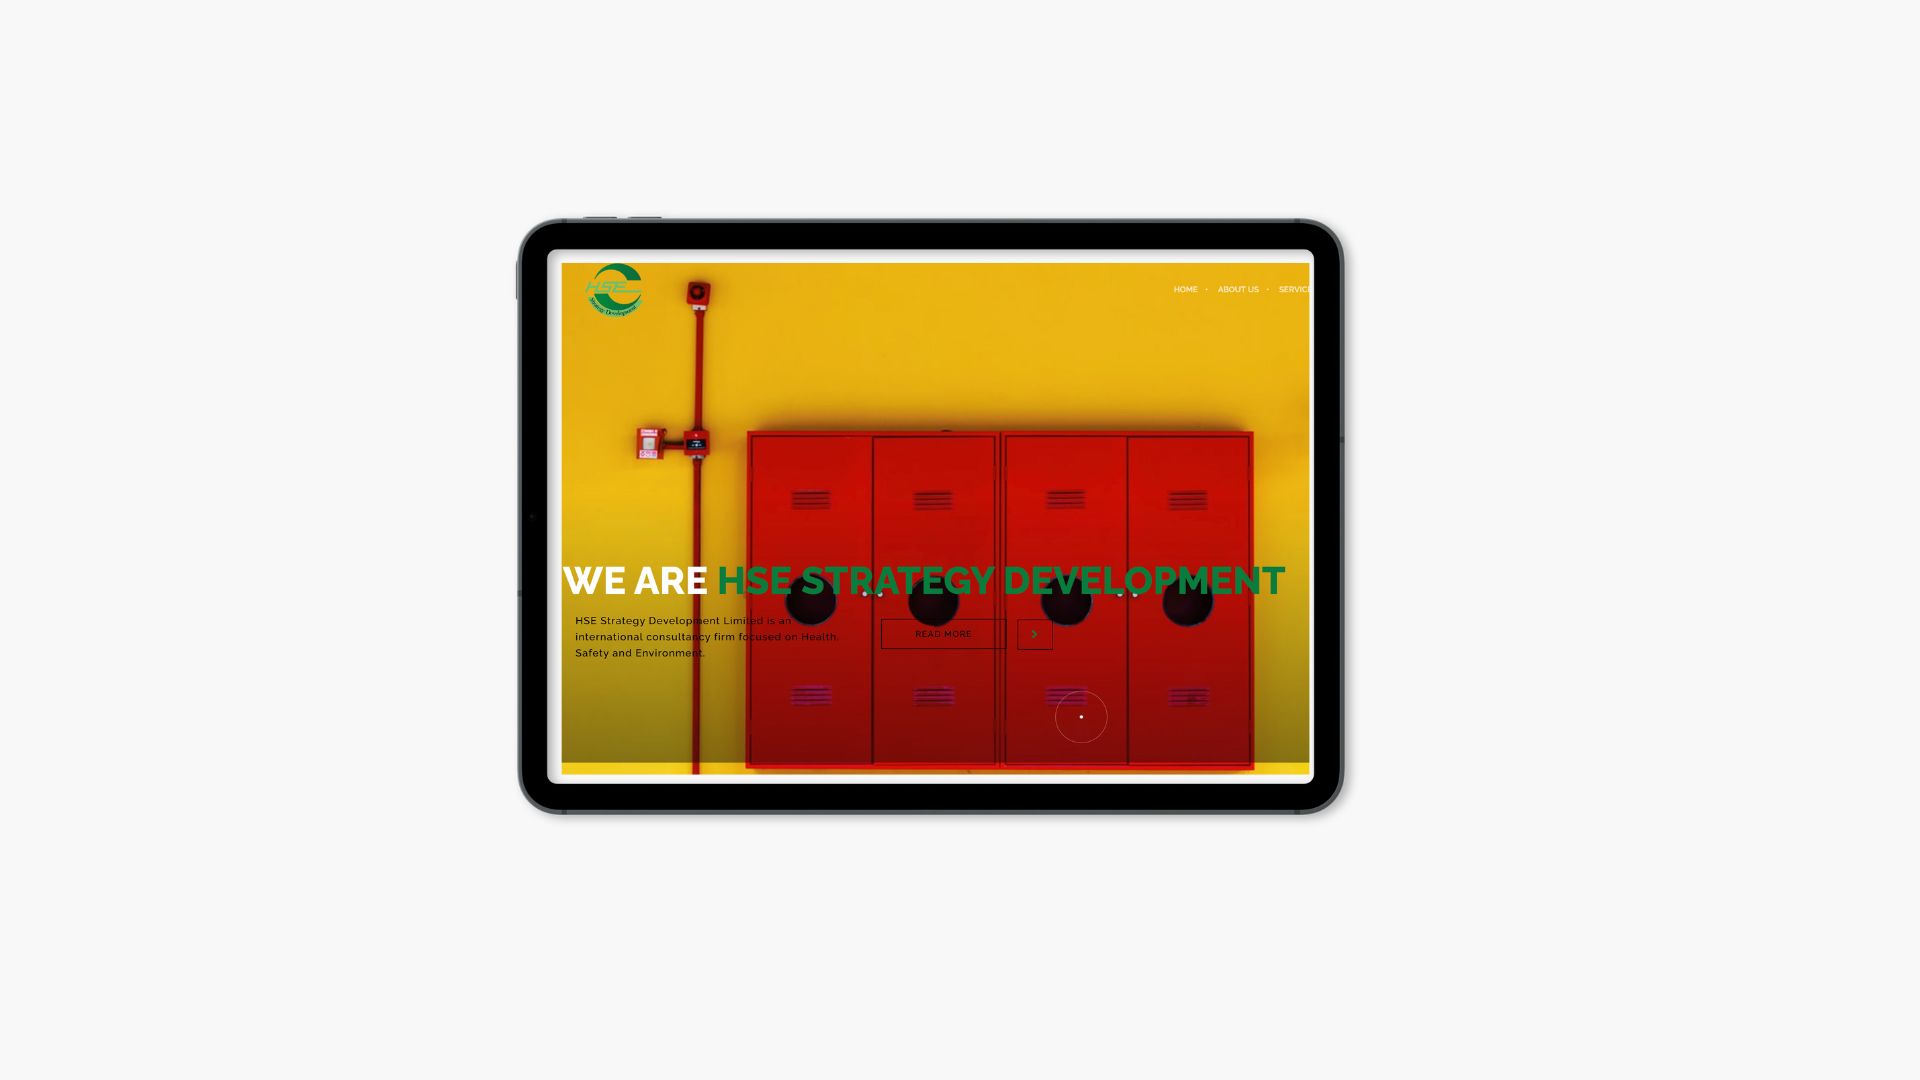 HSE
Strategy Development
HOME · ABOUT US · SERVICE
WE ARE HSE STRATEGY DEVELOPMENT
HSE Strategy Development Limited is an
international consultancy firm focused on Health,
Safety and Environment.
READ MORE